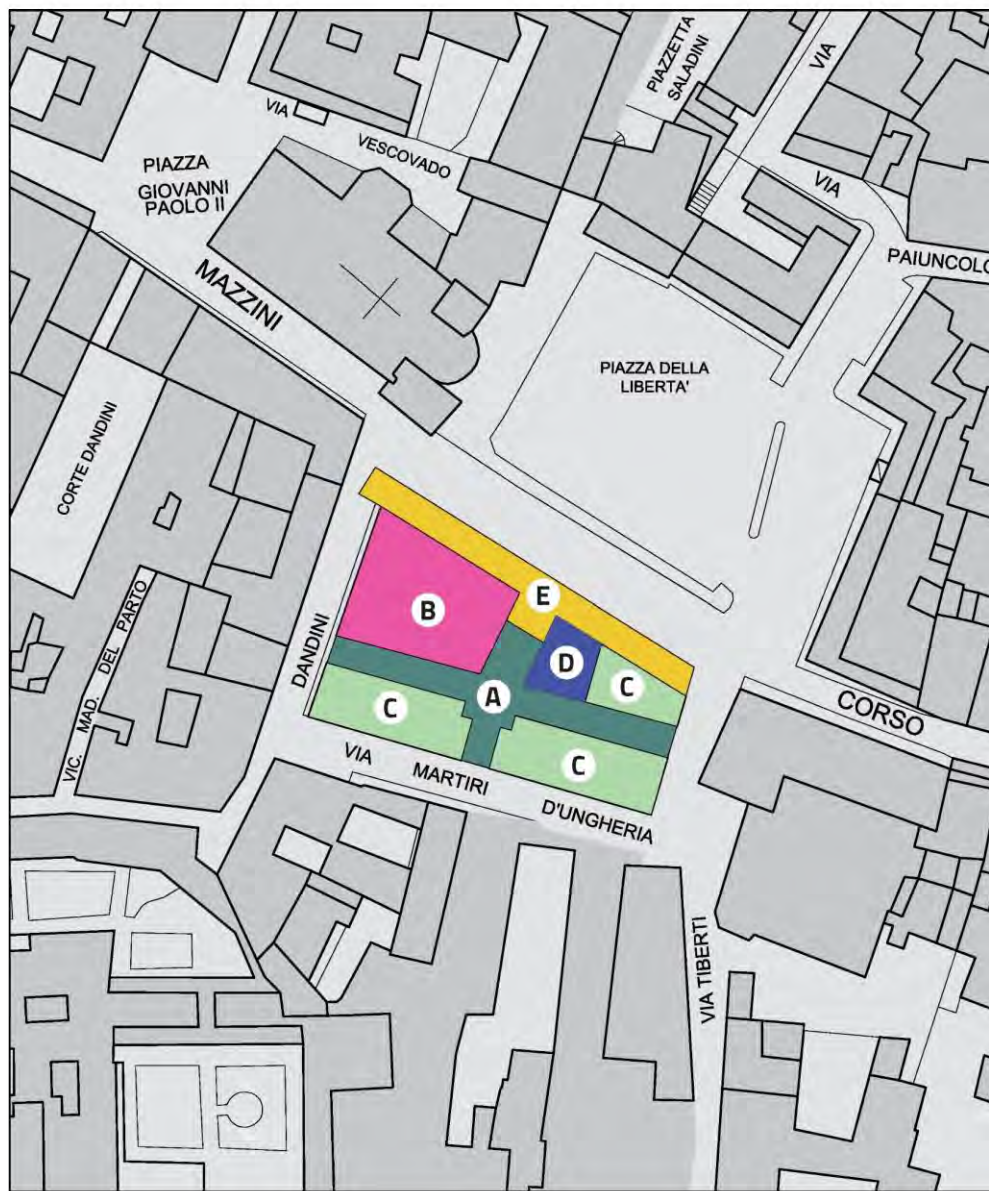 PIAZZETTA
SALADINI
VIA
VIA
VESCOVADO
PIAZZA
GIOVANNI
PAOLO II
VIA
PAIUNCOLO
MAZZINI
PIAZZA DELLA
LIBERTA'
CORTE DANDINI
VIC. MAD. DEL PARTO
DANDINI
E
B
D
C
A
C
C
CORSO
VIA MARTIRI D'UNGHERIA
VIA TIBERTI